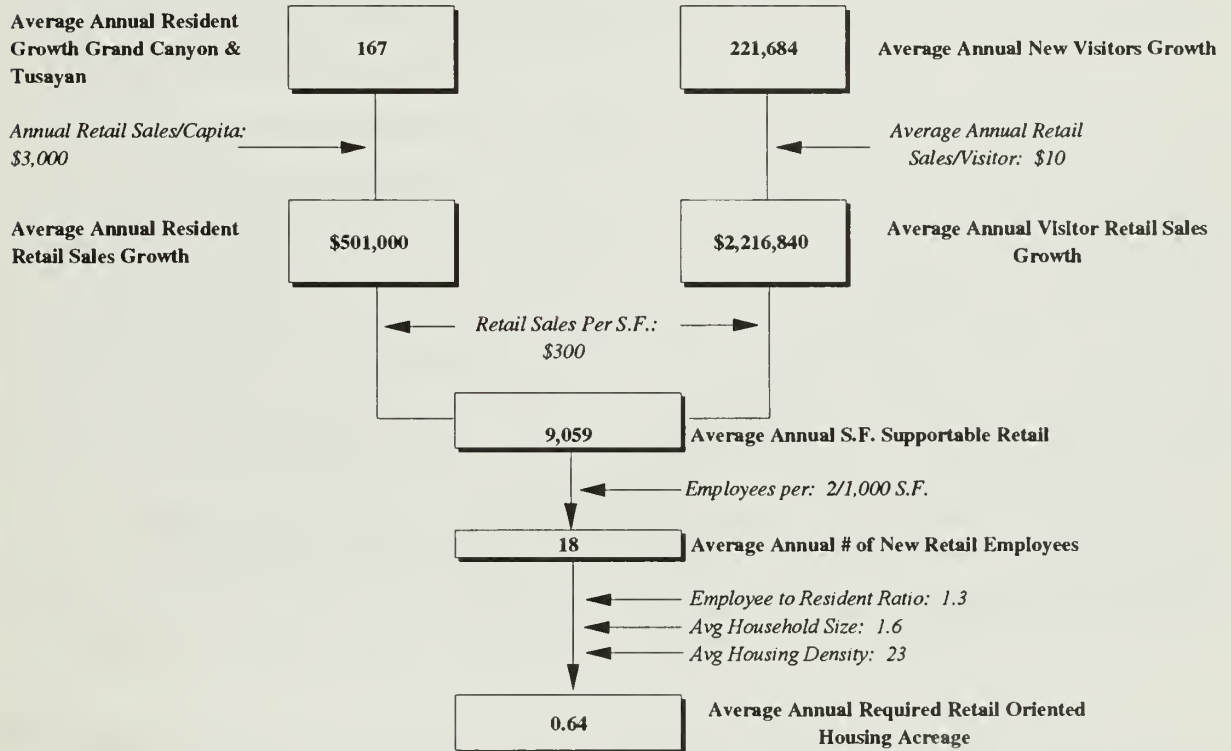 Average Annual Resident
Growth Grand Canyon &
Tusayan
167
221,684
Average Annual New Visitors Growth
Annual Retail Sales/Capita:
$3,000
Average Annual Retail
Sales/Visitor: $10
Average Annual Resident
Retail Sales Growth
$501,000
$2,216,840
Average Annual Visitor Retail Sales
Growth
Retail Sales Per S.F.:
$300
9,059
Average Annual S.F. Supportable Retail
Employees per: 2/1,000 S.F.
18
Average Annual # of New Retail Employees
Employee to Resident Ratio: 1.3
Avg Household Size: 1.6
Avg Housing Density: 23
0.64
Average Annual Required Retail Oriented
Housing Acreage